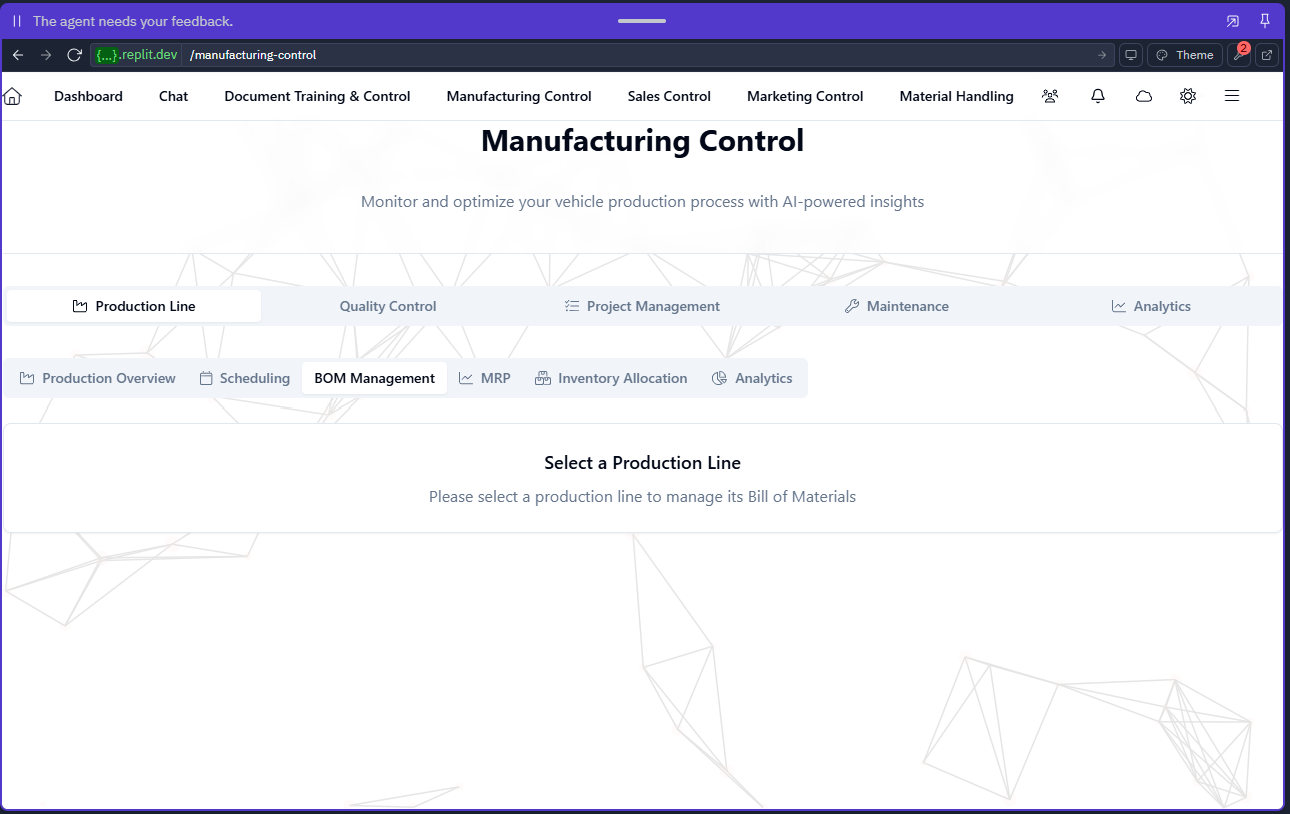 The agent needs your feedback.
{...}.replit.dev /manufacturing-control Theme 2
Dashboard Chat Document Training & Control Manufacturing Control Sales Control Marketing Control Material Handling
Manufacturing Control
Monitor and optimize your vehicle production process with AI-powered insights
Production Line Quality Control Project Management Maintenance Analytics
Production Overview Scheduling BOM Management MRP Inventory Allocation Analytics
Select a Production Line
Please select a production line to manage its Bill of Materials